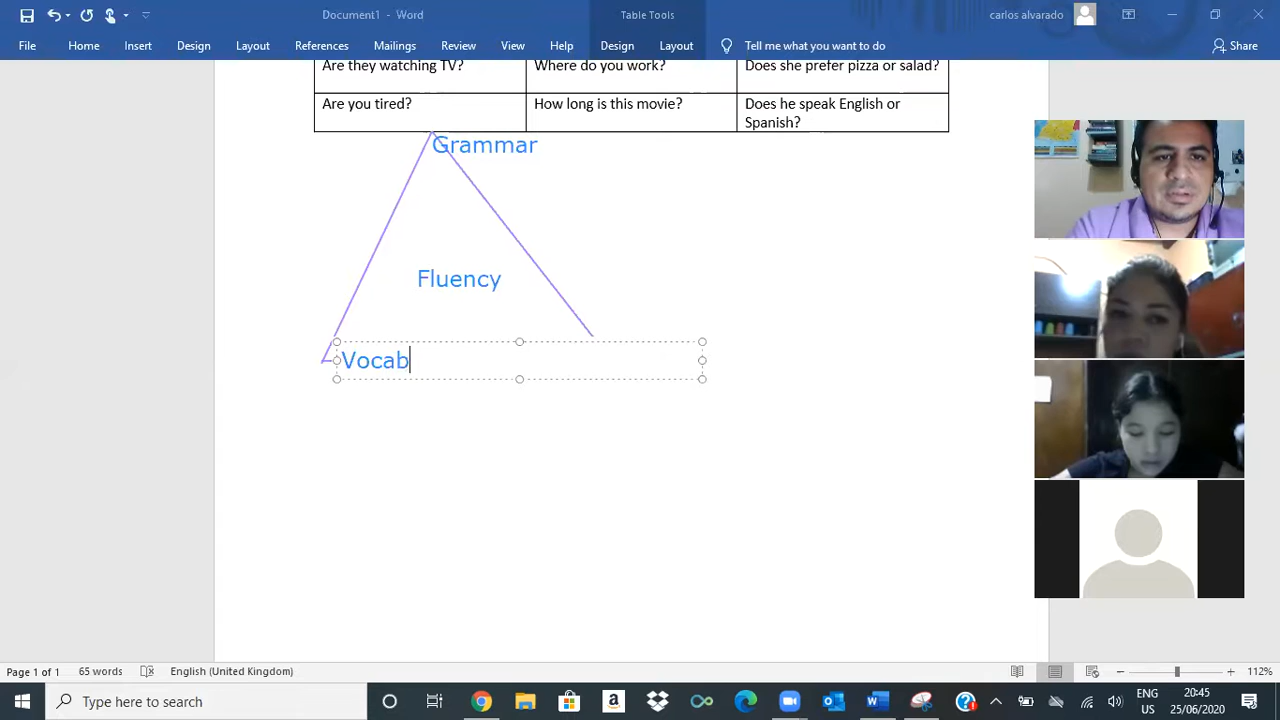 Document1 - Word
Table Tools
carlos alvarado
File Home Insert Design Layout References Mailings Review View Help Design Layout Tell me what you want to do Share
Are they watching TV? Where do you work? Does she prefer pizza or salad?
Are you tired? How long is this movie? Does he speak English or
Spanish?
Grammar
Fluency
Vocab
Page 1 of 1 65 words English (United Kingdom) 112%
Type here to search
ENG
US
20:45
25/06/2020